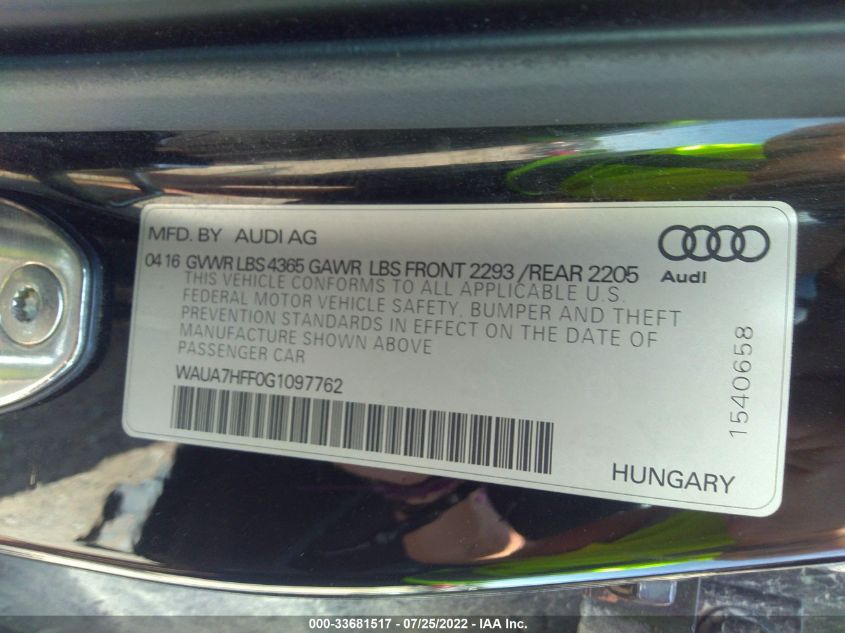 MFD. BY AUDI AG
Audi
04 16 GVWR LBS 4365 GAWR LBS FRONT 2293 /REAR 2205
THIS VEHICLE CONFORMS TO ALL APPLICABLE U.S.
FEDERAL MOTOR VEHICLE SAFETY, BUMPER AND THEFT
PREVENTION STANDARDS IN EFFECT ON THE DATE OF
MANUFACTURE SHOWN ABOVE
PASSENGER CAR
WAUA7HFF0G1097762
1540658
HUNGARY
000-33681517 - 07/25/2022 - IAA Inc.